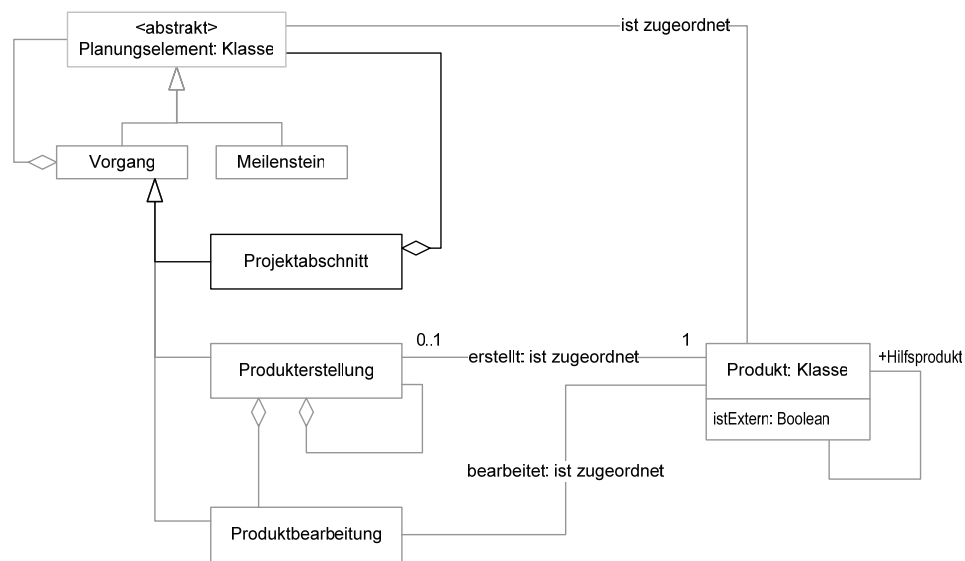 <abstrakt>
Planungselement: Klasse
ist zugeordnet
Vorgang
Meilenstein
Projektabschnitt
0..1
1
erstellt: ist zugeordnet
+Hilfsprodukt
Produkterstellung
Produkt: Klasse
istExtern: Boolean
bearbeitet: ist zugeordnet
Produktbearbeitung